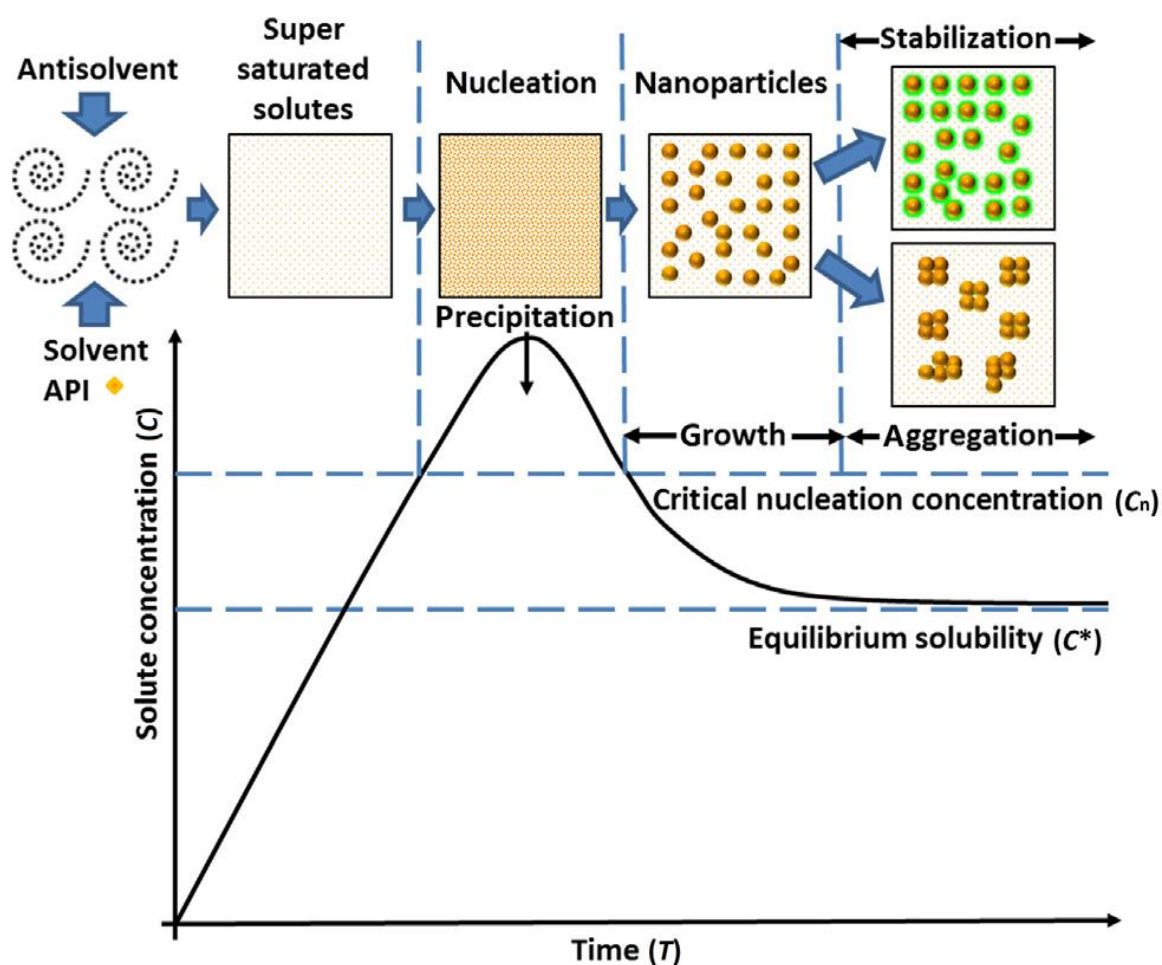 Antisolvent
Super
saturated
solutes
Nucleation
Nanoparticles
Stabilization
Solvent
API
Precipitation
Growth
Aggregation
Critical nucleation concentration (Cn)
Equilibrium solubility (C*)
Solute concentration (C)
Time (T)